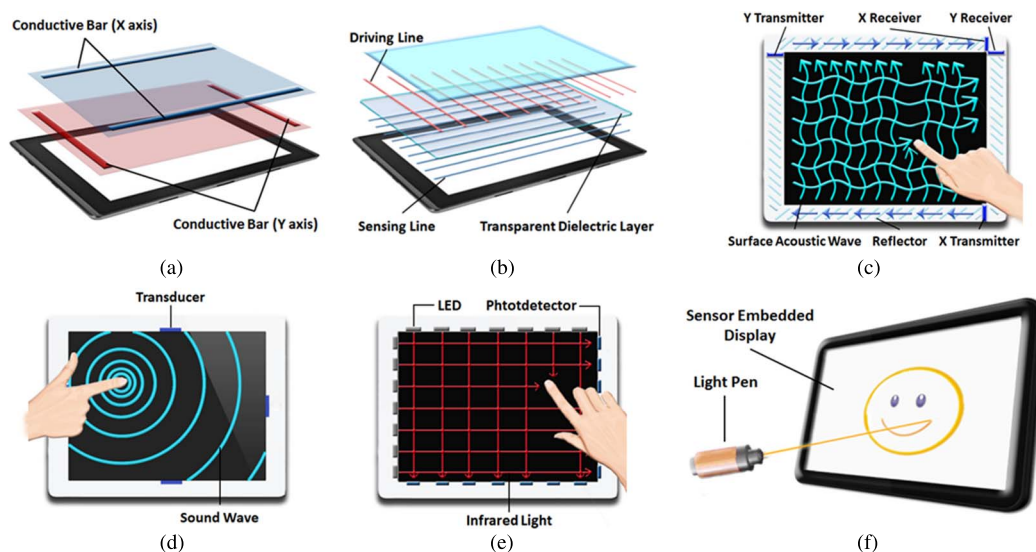 Conductive Bar (X axis)
Conductive Bar (Y axis)
(a)
Driving Line
Sensing Line
Transparent Dielectric Layer
(b)
Y Transmitter
X Receiver
Y Receiver
Surface Acoustic Wave
Reflector
X Transmitter
(c)
Transducer
Sound Wave
(d)
LED
Phtotdetector
Infrared Light
(e)
Sensor Embedded
Display
Light Pen
(f)